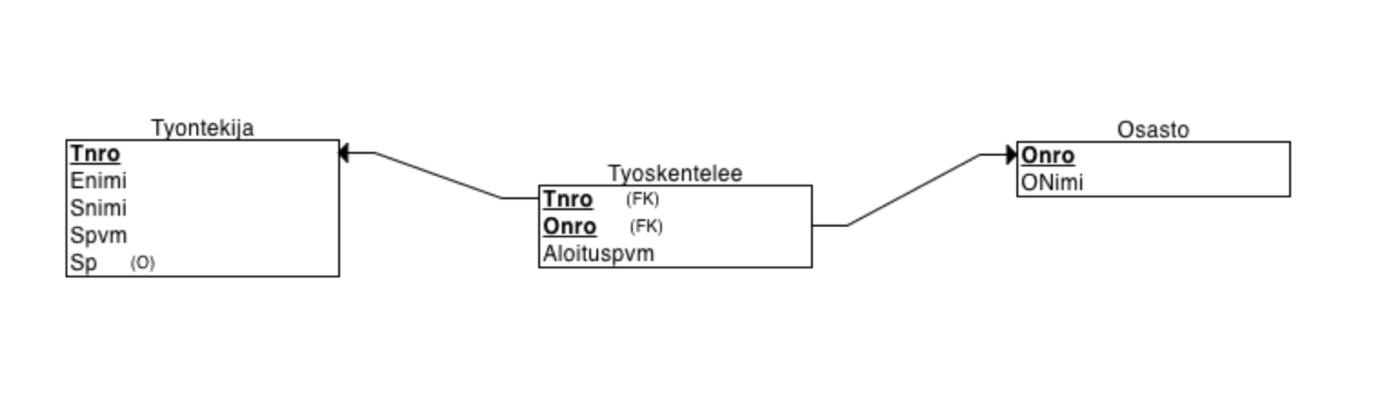 Tyontekija
Tnro
Enimi
Snimi
Spvm
Sp (O)
Tyoskentelee
Tnro (FK)
Onro (FK)
Aloituspvm
Osasto
Onro
ONimi